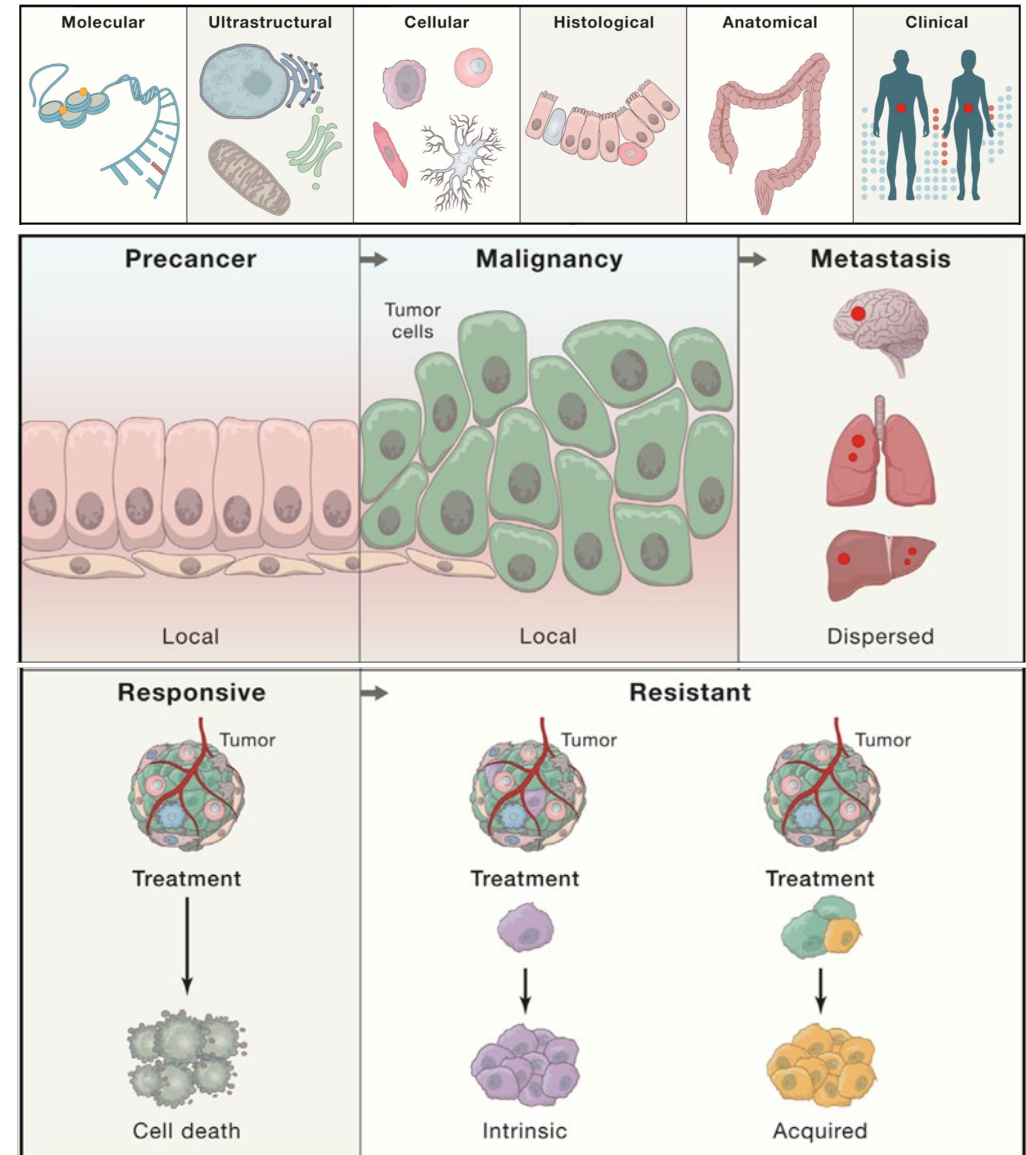 Molecular
Ultrastructural
Cellular
Histological
Anatomical
Clinical
Precancer
Malignancy
Metastasis
Tumor
cells
Local
Local
Dispersed
Responsive
Resistant
Tumor
Tumor
Tumor
Treatment
Treatment
Treatment
Cell death
Intrinsic
Acquired